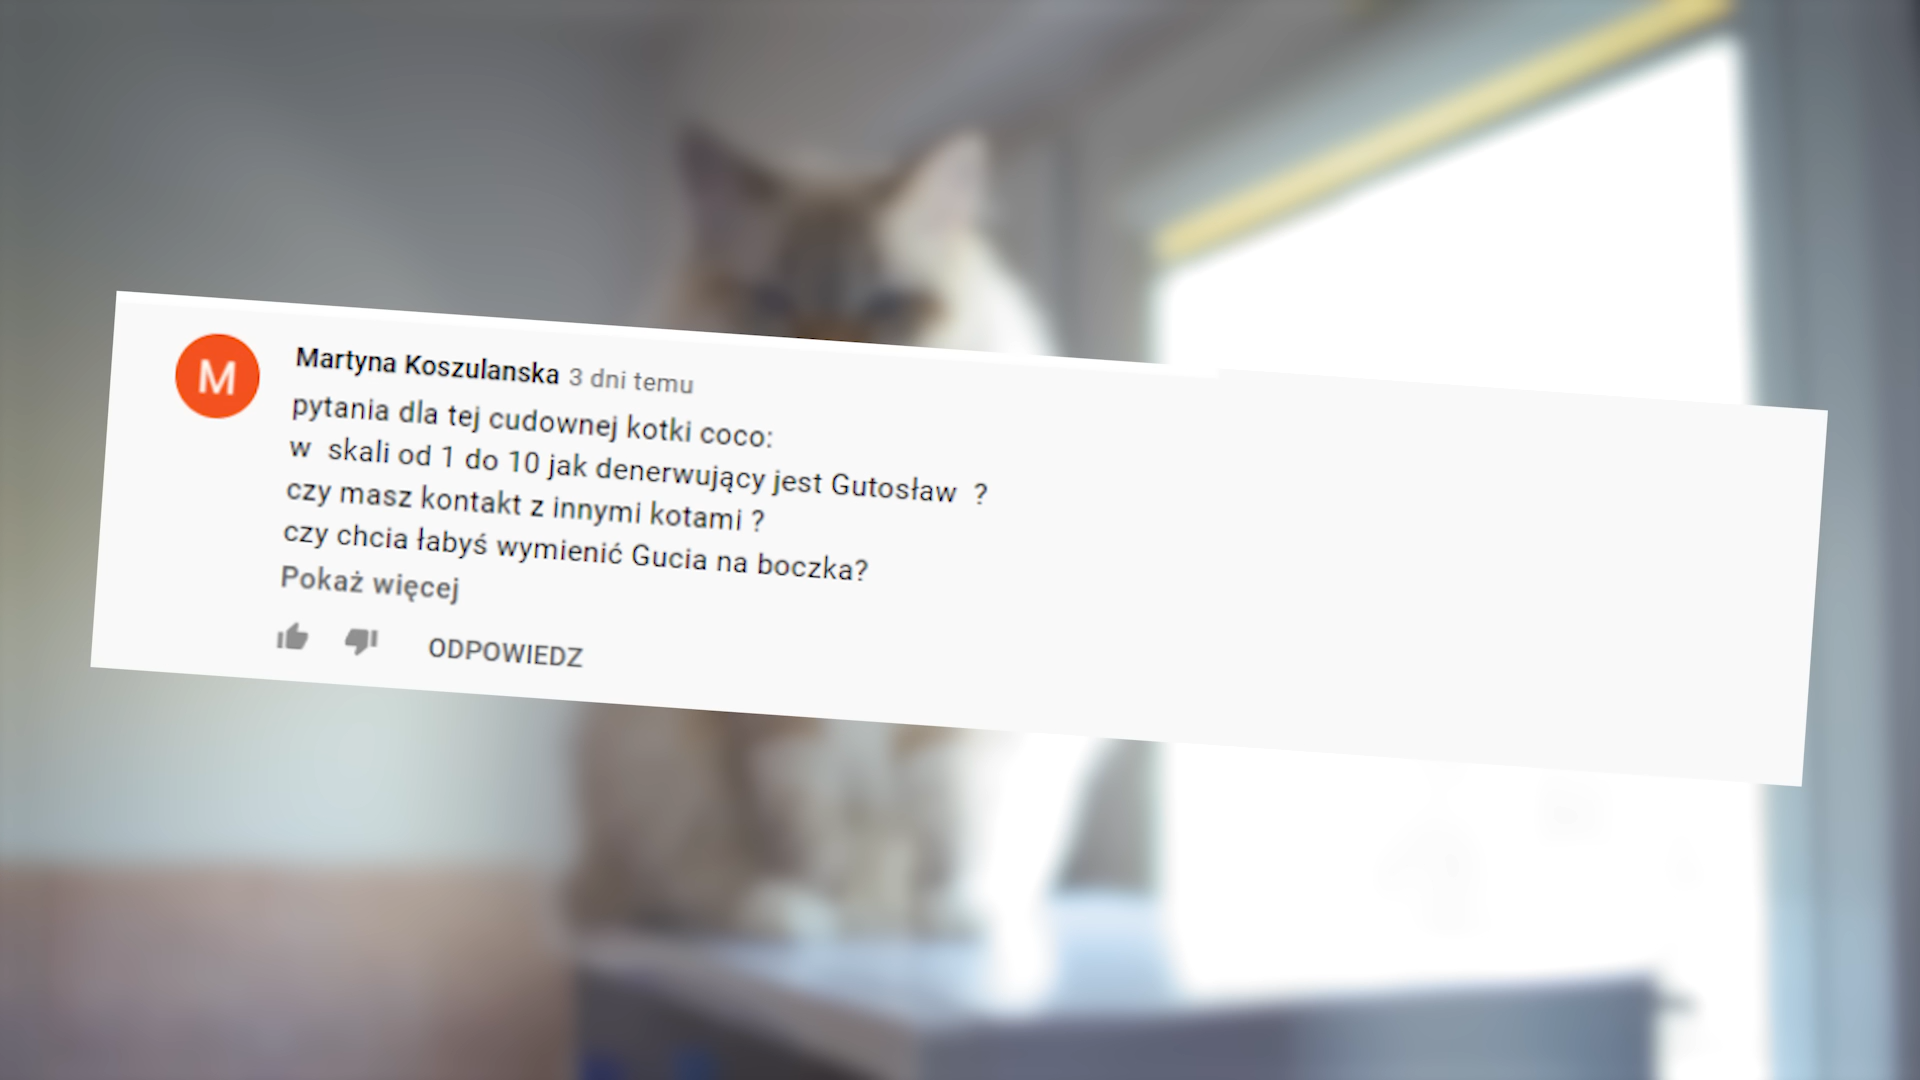 M
Martyna Koszulanska 3 dni temu
pytania dla tej cudownej kotki coco:
w  skali od 1 do 10 jak denerwujący jest Gutosław  ?
czy masz kontakt z innymi kotami ?
czy chcia łabyś wymienić Gucia na boczka?
Pokaż więcej
ODPOWIEDZ